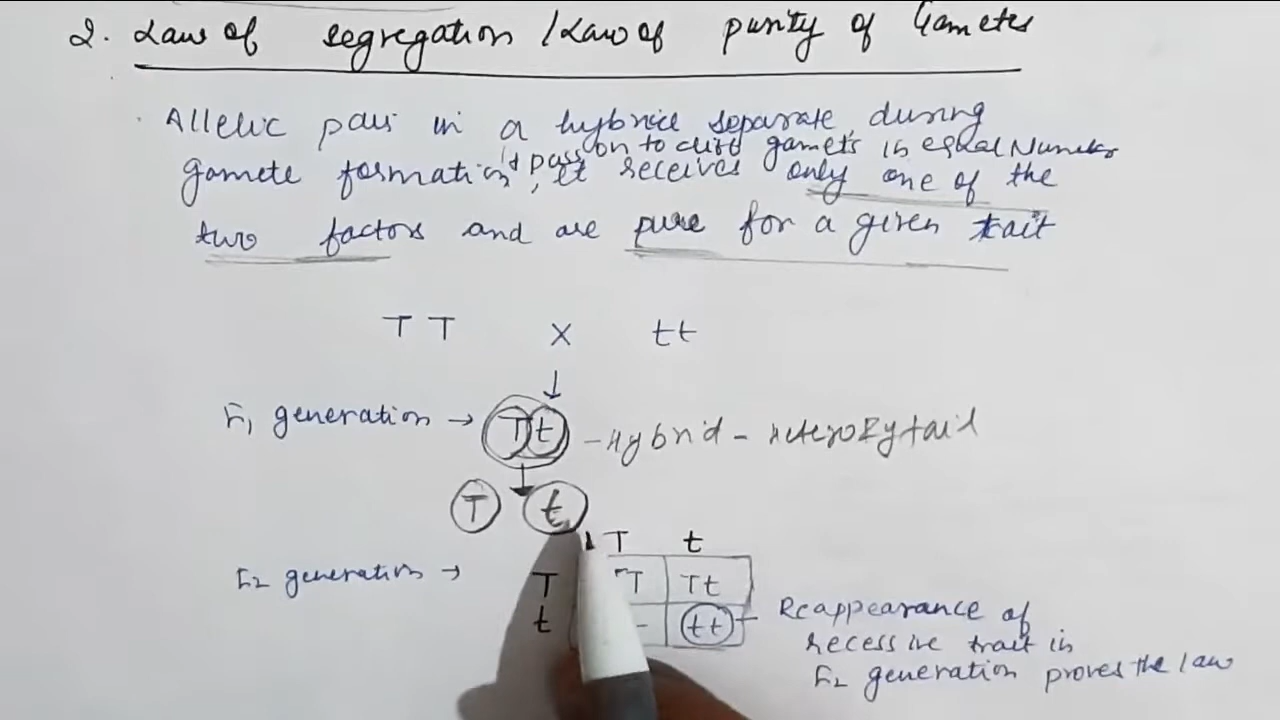 2. Law of segregation / Law of purity of Gametes
Allelic pair in a hybrid separate during
gamete formation, it receives only one of the
pass on to diff gamets in equal Number
two factors and are pure for a given trait
TT X tt
F1 generation → Tt - Hybrid -
T t
T t
F2 generation → T T Tt
t tt
Reappearance of
recessive trait in
F2 generation proves the law